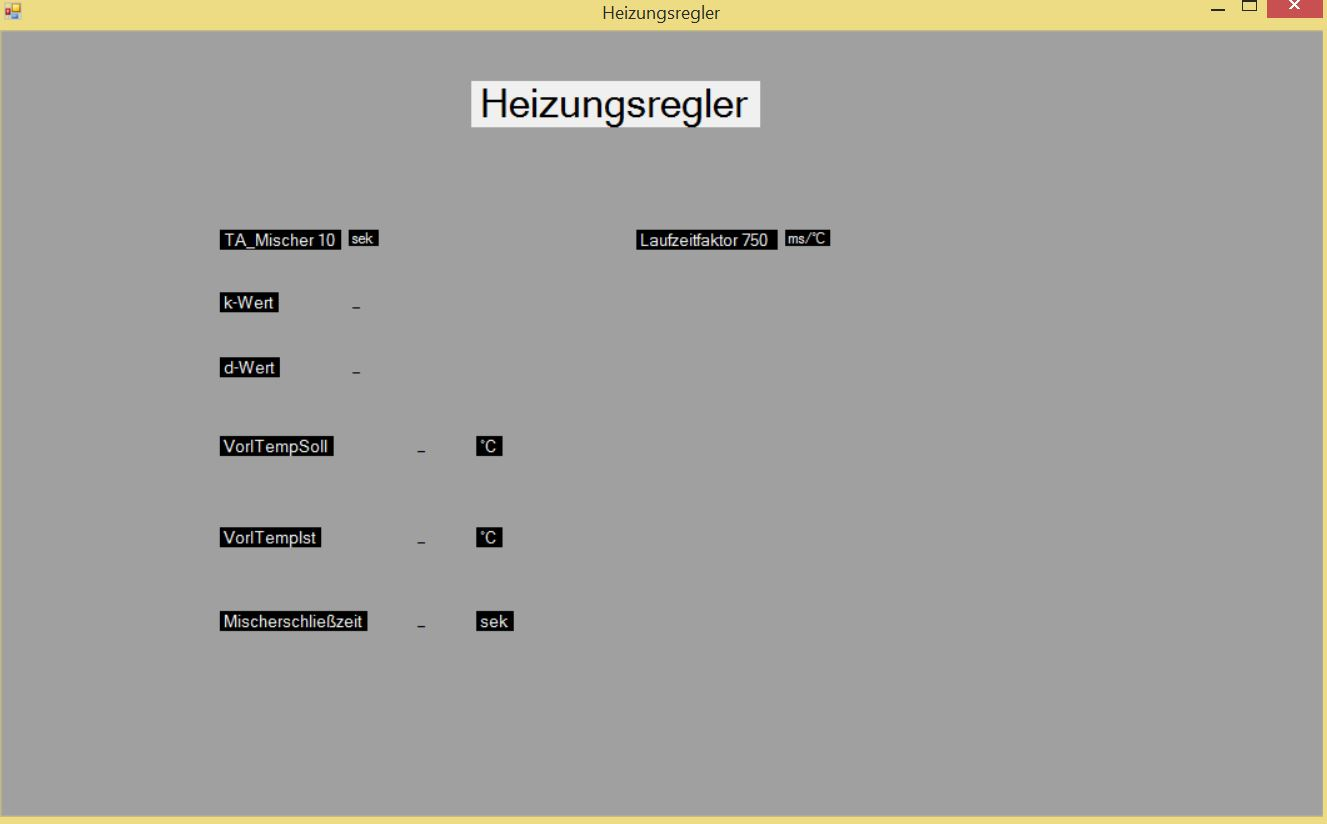 Heizungsregler
Heizungsregler
TA_Mischer 10 sek Laufzeitfaktor 750 ms/°C
k-Wert _
d-Wert _
VorlTempSoll _ °C
VorlTempIst _ °C
Mischerschließzeit _ sek